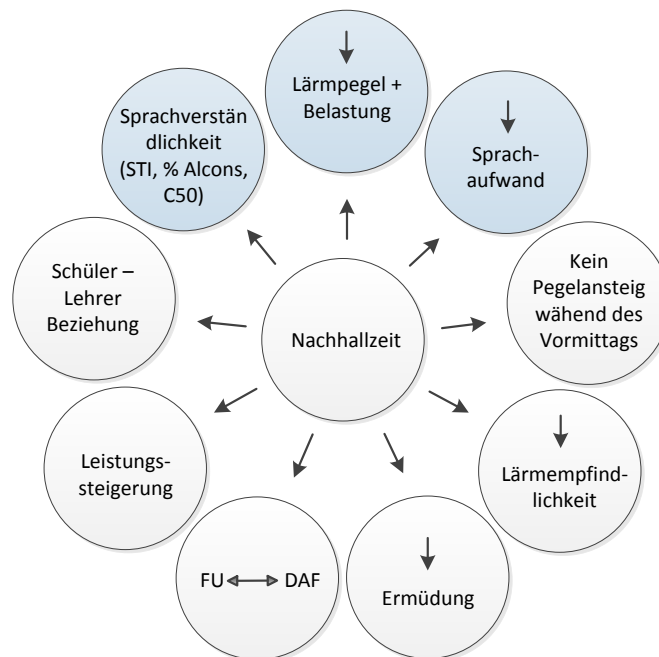 Lärmpegel +
Belastung
Sprachverstän
dlichkeit
(STI, % Alcons,
C50)
Sprach-
aufwand
Schüler –
Lehrer
Beziehung
Nachhallzeit
Kein
Pegelansteig
wähend des
Vormittags
Leistungs-
steigerung
Lärmempfind-
lichkeit
FU DAF
Ermüdung